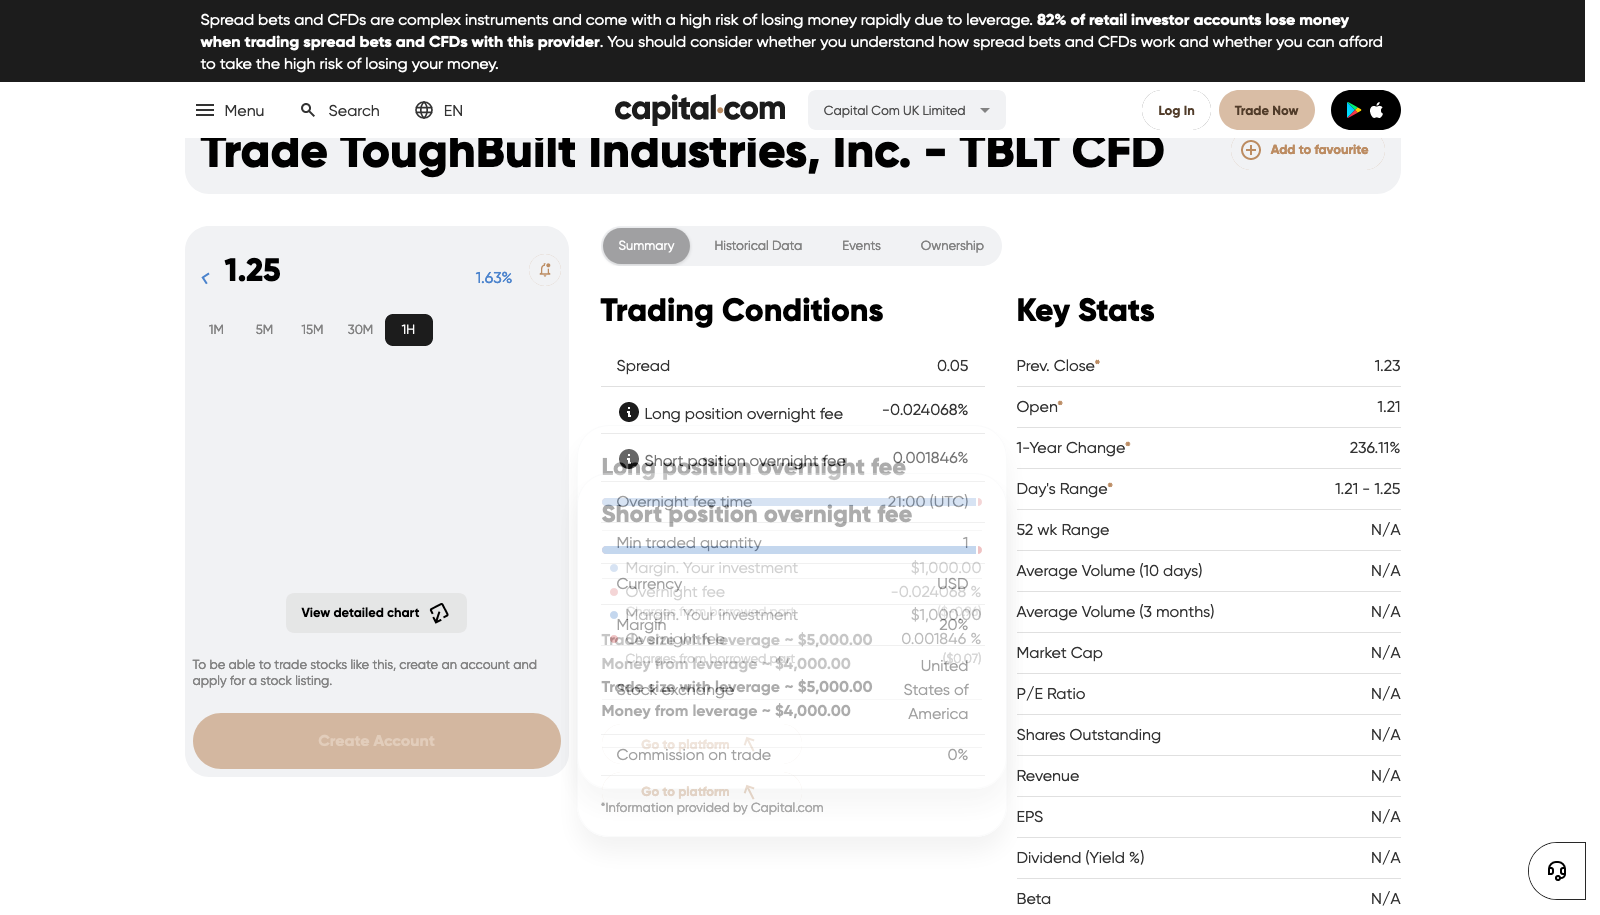 Spread bets and CFDs are complex instruments and come with a high risk of losing money rapidly due to leverage. 82% of retail investor accounts lose money
when trading spread bets and CFDs with this provider. You should consider whether you understand how spread bets and CFDs work and whether you can afford
to take the high risk of losing your money.
Menu Search EN capital.com Capital Com UK Limited Log In Trade Now
Trade ToughBuilt Industries, Inc. - TBLT CFD Add to favourite
1.25 1.63%
1M 5M 15M 30M 1H
View detailed chart
To be able to trade stocks like this, create an account and
apply for a stock listing.
Create Account
Summary Historical Data Events Ownership
Trading Conditions
Spread 0.05
Long position overnight fee -0.024068%
Short position overnight fee 0.001846%
Long position overnight fee
Overnight fee time 21:00 (UTC)
Short position overnight fee
Min traded quantity 1
Margin. Your investment $1,000.00
Currency USD
Overnight fee -0.024068 %
Charges from borrowed part
Margin. Your investment $1,000.00
Margin 20%
Overnight fee 0.001846 %
Trade size with leverage ~ $5,000.00
Charges from borrowed part ($0.07)
Money from leverage ~ $4,000.00
Stock exchange United
States of
America
Trade size with leverage ~ $5,000.00
Money from leverage ~ $4,000.00
Go to platform
Commission on trade 0%
Go to platform
*Information provided by Capital.com
Key Stats
Prev. Close* 1.23
Open* 1.21
1-Year Change* 236.11%
Day's Range* 1.21 - 1.25
52 wk Range N/A
Average Volume (10 days) N/A
Average Volume (3 months) N/A
Market Cap N/A
P/E Ratio N/A
Shares Outstanding N/A
Revenue N/A
EPS N/A
Dividend (Yield %) N/A
Beta N/A